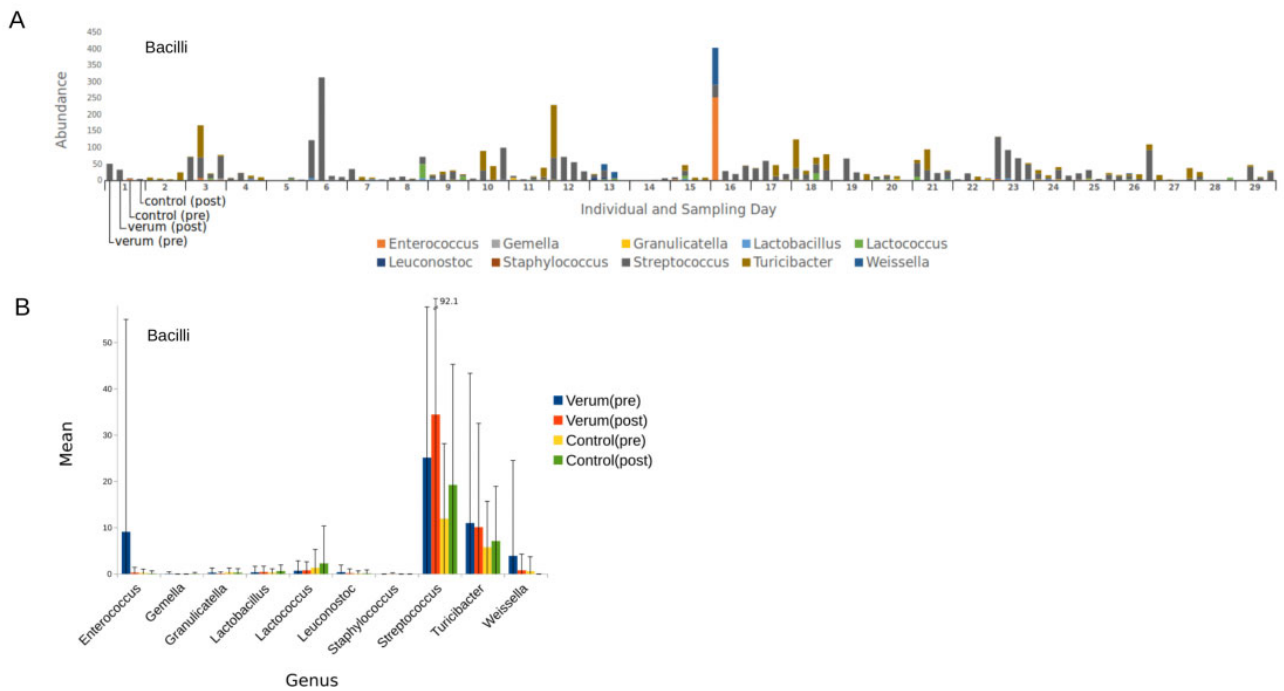 A
Bacilli
450
400
350
300
250
200
150
100
50
0
Abundance
1 2 3 4 5 6 7 8 9 10 11 12 13 14 15 16 17 18 19 20 21 22 23 24 25 26 27 28 29
control (post)
control (pre)
verum (post)
verum (pre)
Individual and Sampling Day
Enterococcus Gemella Granulicatella Lactobacillus Lactococcus
Leuconostoc Staphylococcus Streptococcus Turicibacter Weissella
B
Bacilli
92.1
50
40
30
20
10
0
Mean
Verum(pre)
Verum(post)
Control(pre)
Control(post)
Enterococcus
Gemella
Granulicatella
Lactobacillus
Lactococcus
Leuconostoc
Staphylococcus
Streptococcus
Turicibacter
Weissella
Genus